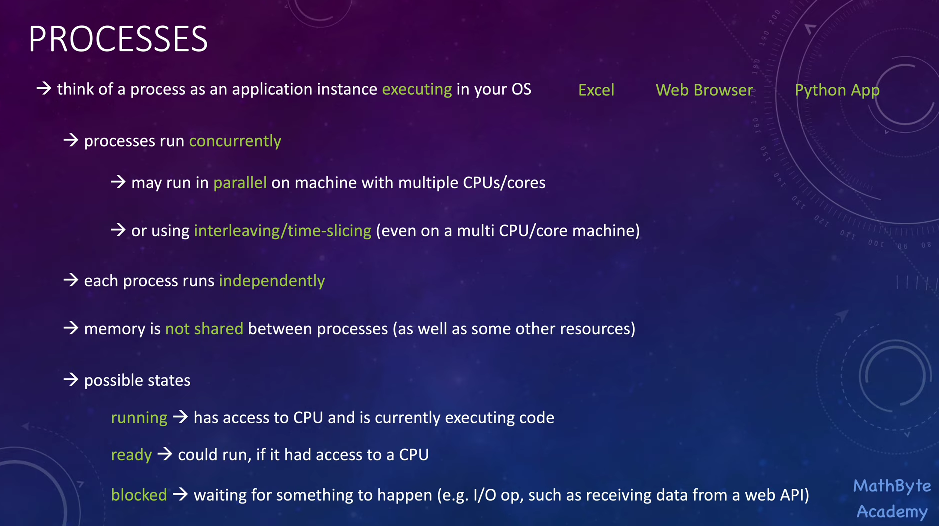 PROCESSES
→ think of a process as an application instance executing in your OS Excel Web Browser Python App
→ processes run concurrently
→ may run in parallel on machine with multiple CPUs/cores
→ or using interleaving/time-slicing (even on a multi CPU/core machine)
→ each process runs independently
→ memory is not shared between processes (as well as some other resources)
→ possible states
running → has access to CPU and is currently executing code
ready → could run, if it had access to a CPU
blocked → waiting for something to happen (e.g. I/O op, such as receiving data from a web API)
MathByte
Academy